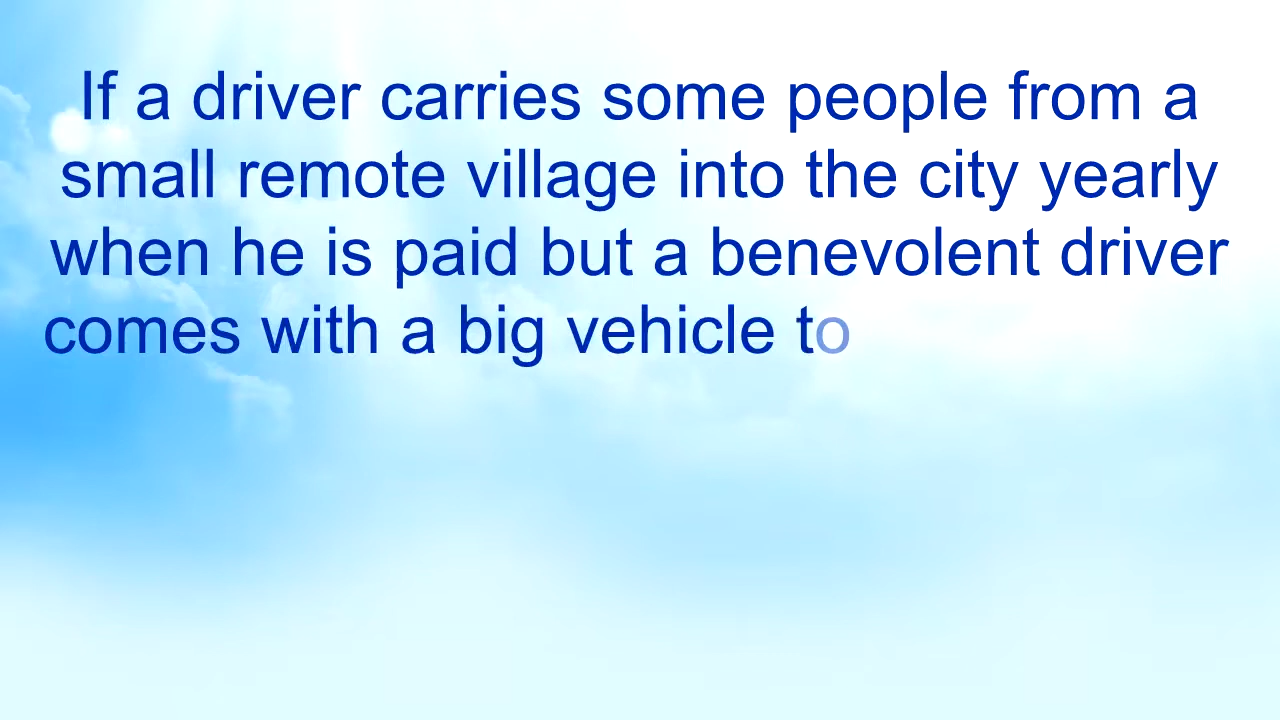 If a driver carries some people from a
small remote village into the city yearly
when he is paid but a benevolent driver
comes with a big vehicle to